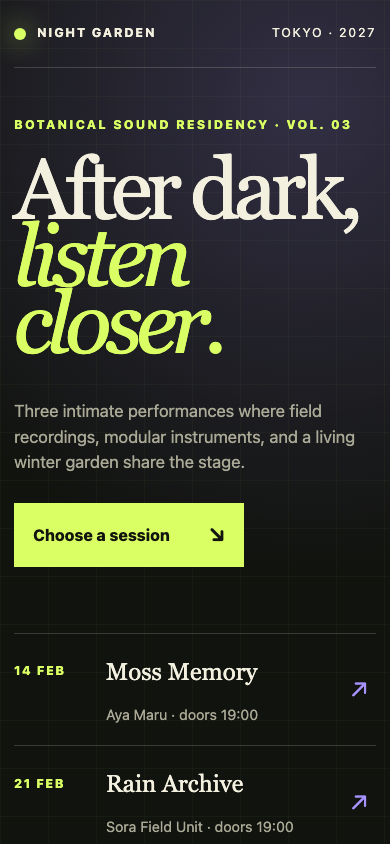 NIGHT GARDEN
TOKYO · 2027
BOTANICAL SOUND RESIDENCY · VOL. 03
After dark,
listen
closer.
Three intimate performances where field
recordings, modular instruments, and a living
winter garden share the stage.
Choose a session
14 FEB
Moss Memory
Aya Maru · doors 19:00
21 FEB
Rain Archive
Sora Field Unit · doors 19:00